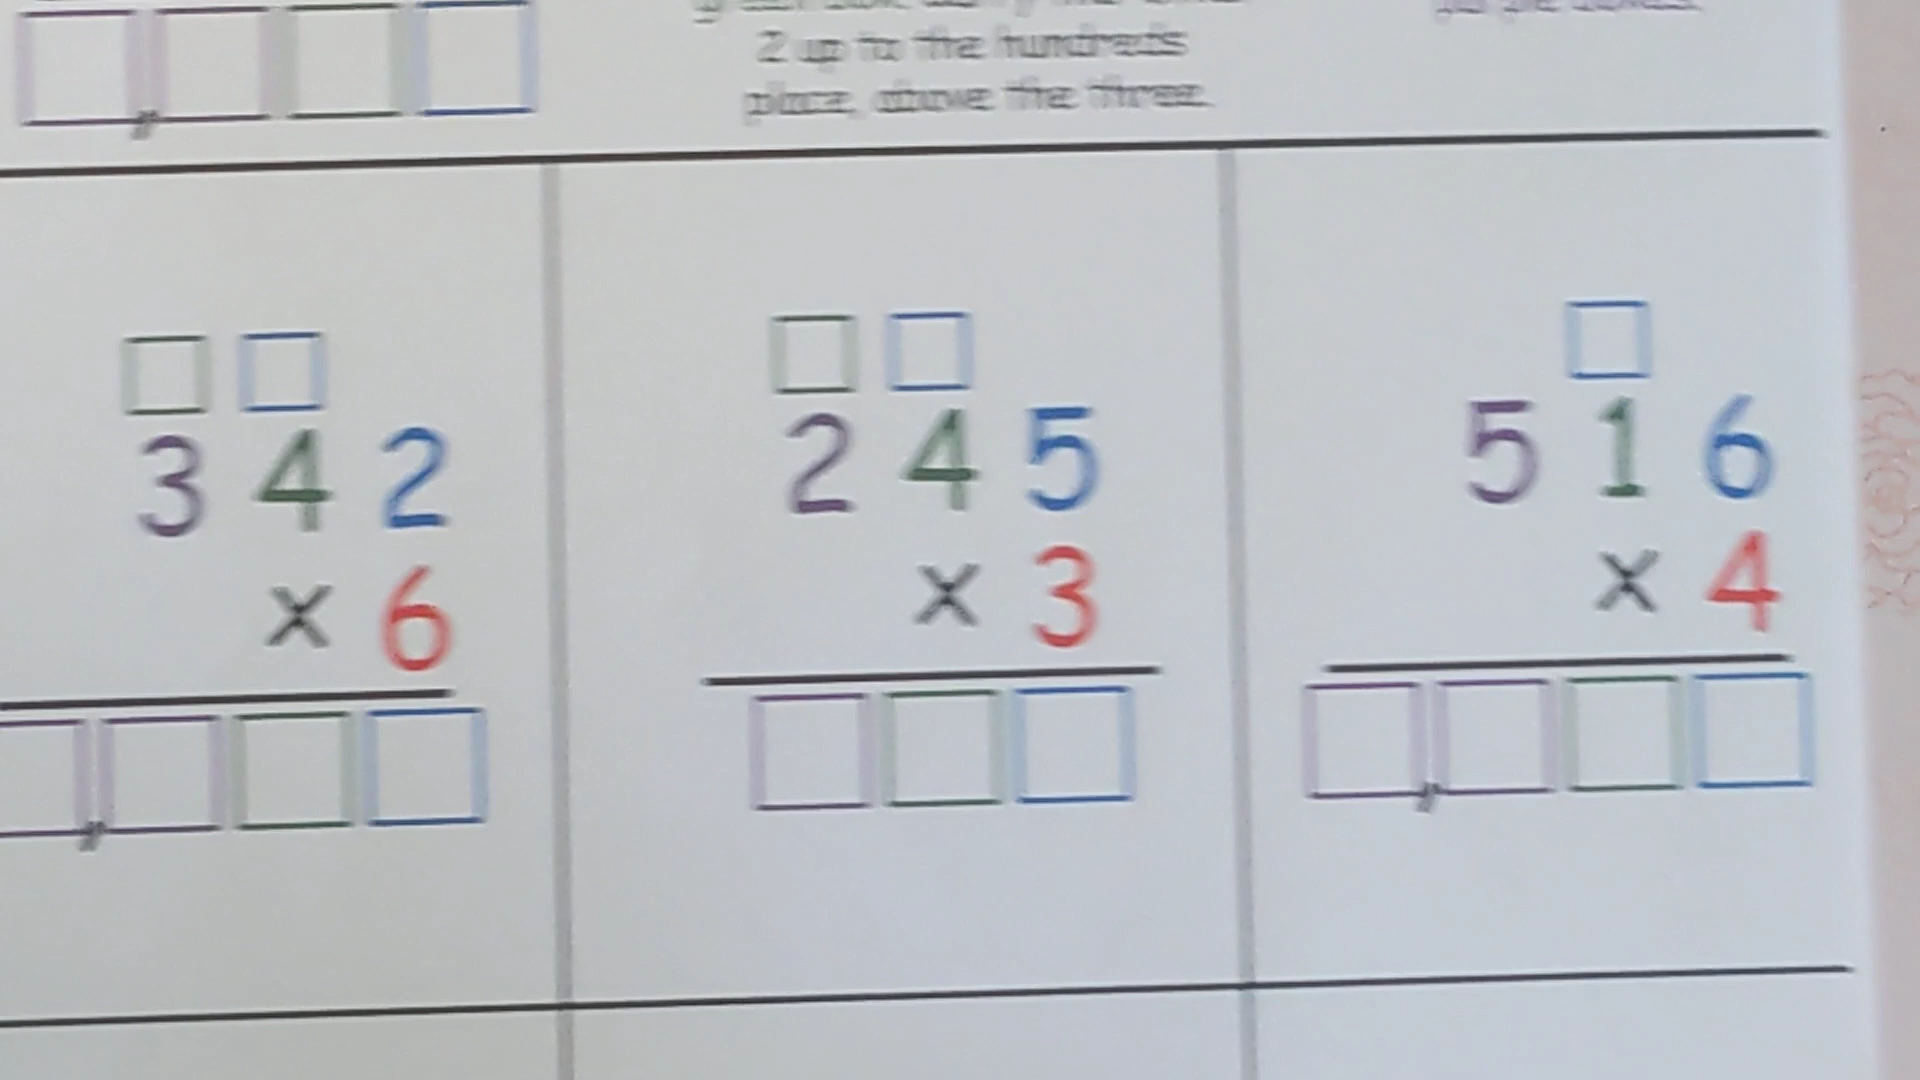 2 up to the hundreds
place, above the three.
3 4 2
× 6
,
2 4 5
× 3
5 1 6
× 4
,